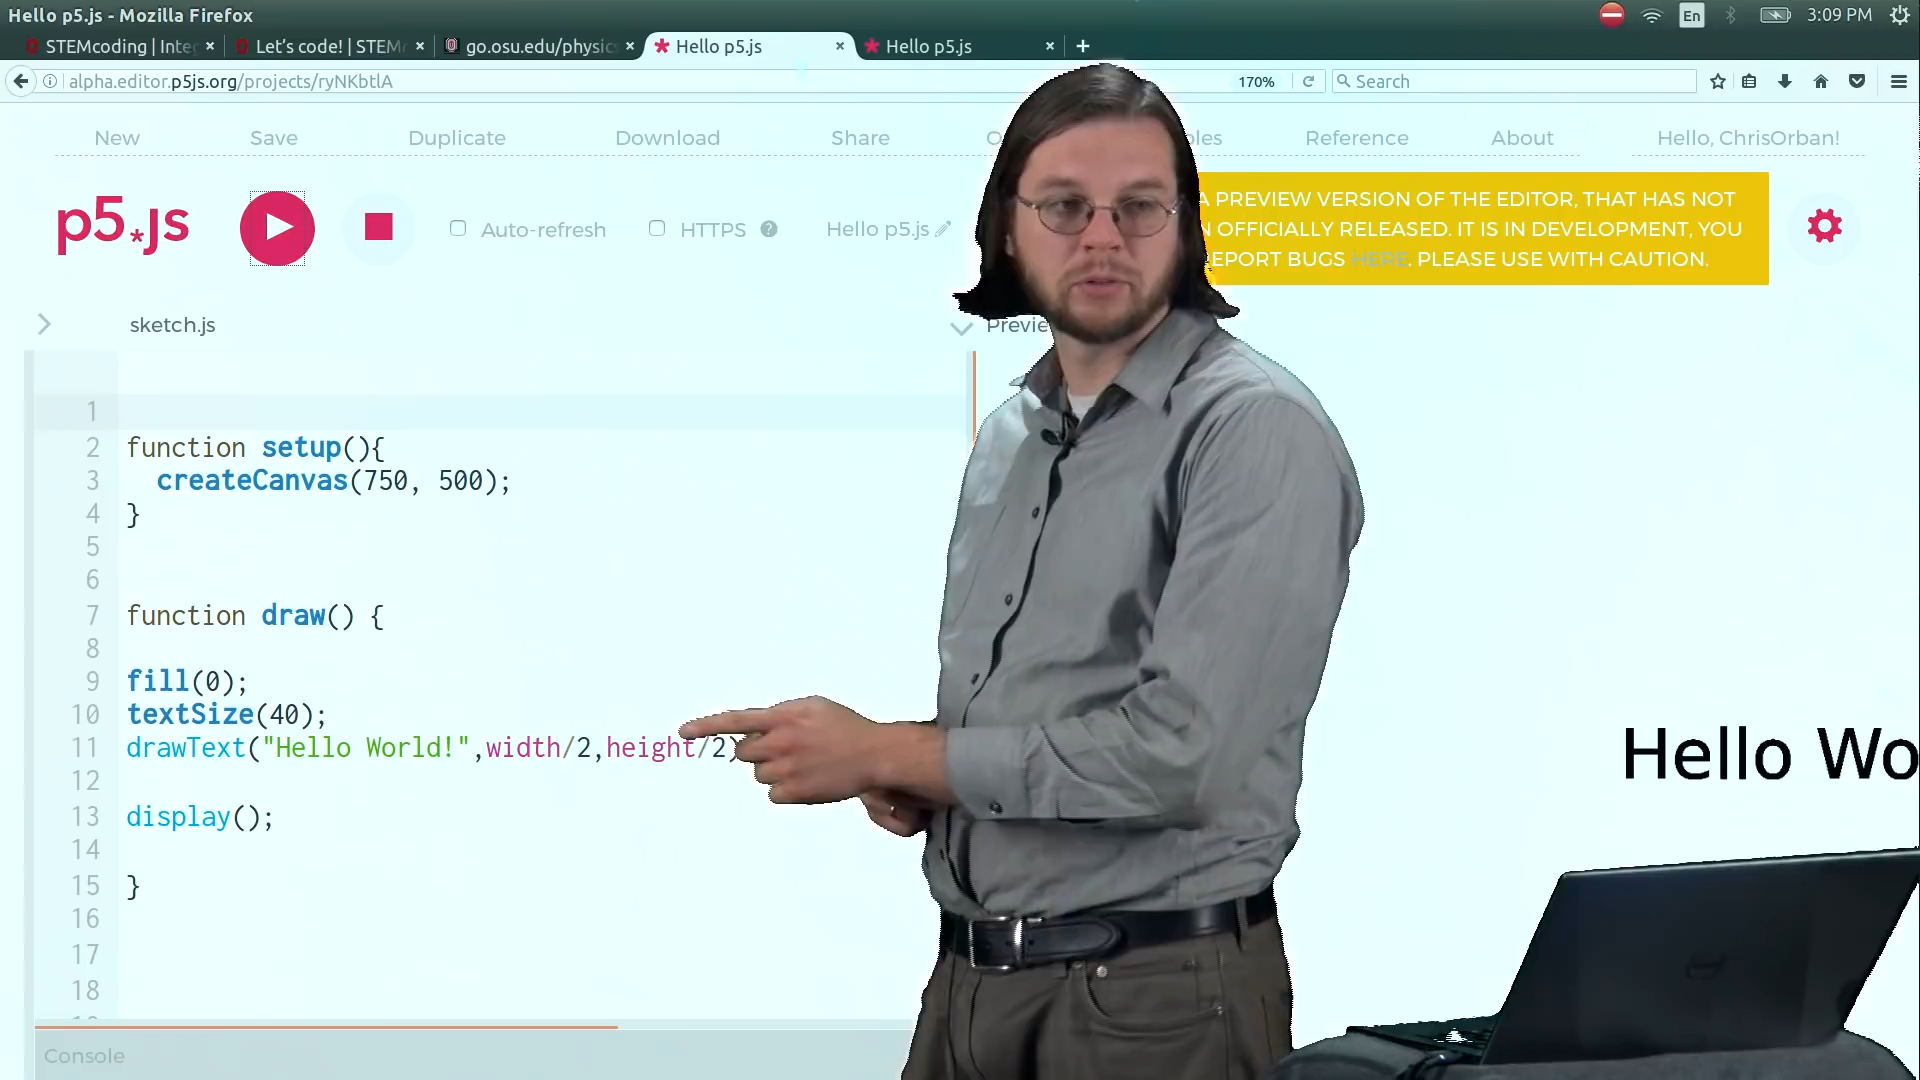 Hello p5.js - Mozilla Firefox
En
3:09 PM
STEMcoding | Inte
Let's code! | STEM
go.osu.edu/physic
Hello p5.js
Hello p5.js
alpha.editor.p5js.org/projects/ryNKbtlA
170%
Search
New
Save
Duplicate
Download
Share
Reference
About
Hello, ChrisOrban!
p5.js
Auto-refresh
HTTPS
?
Hello p5.js
A PREVIEW VERSION OF THE EDITOR, THAT HAS NOT
N OFFICIALLY RELEASED. IT IS IN DEVELOPMENT, YOU
EPORT BUGS HERE. PLEASE USE WITH CAUTION.
sketch.js
Previe
1
2 function setup(){
3 createCanvas(750, 500);
4 }
5
6
7 function draw() {
8
9 fill(0);
10 textSize(40);
11 drawText("Hello World!",width/2,height/2)
12
13 display();
14
15 }
16
17
18
Hello Wo
Console